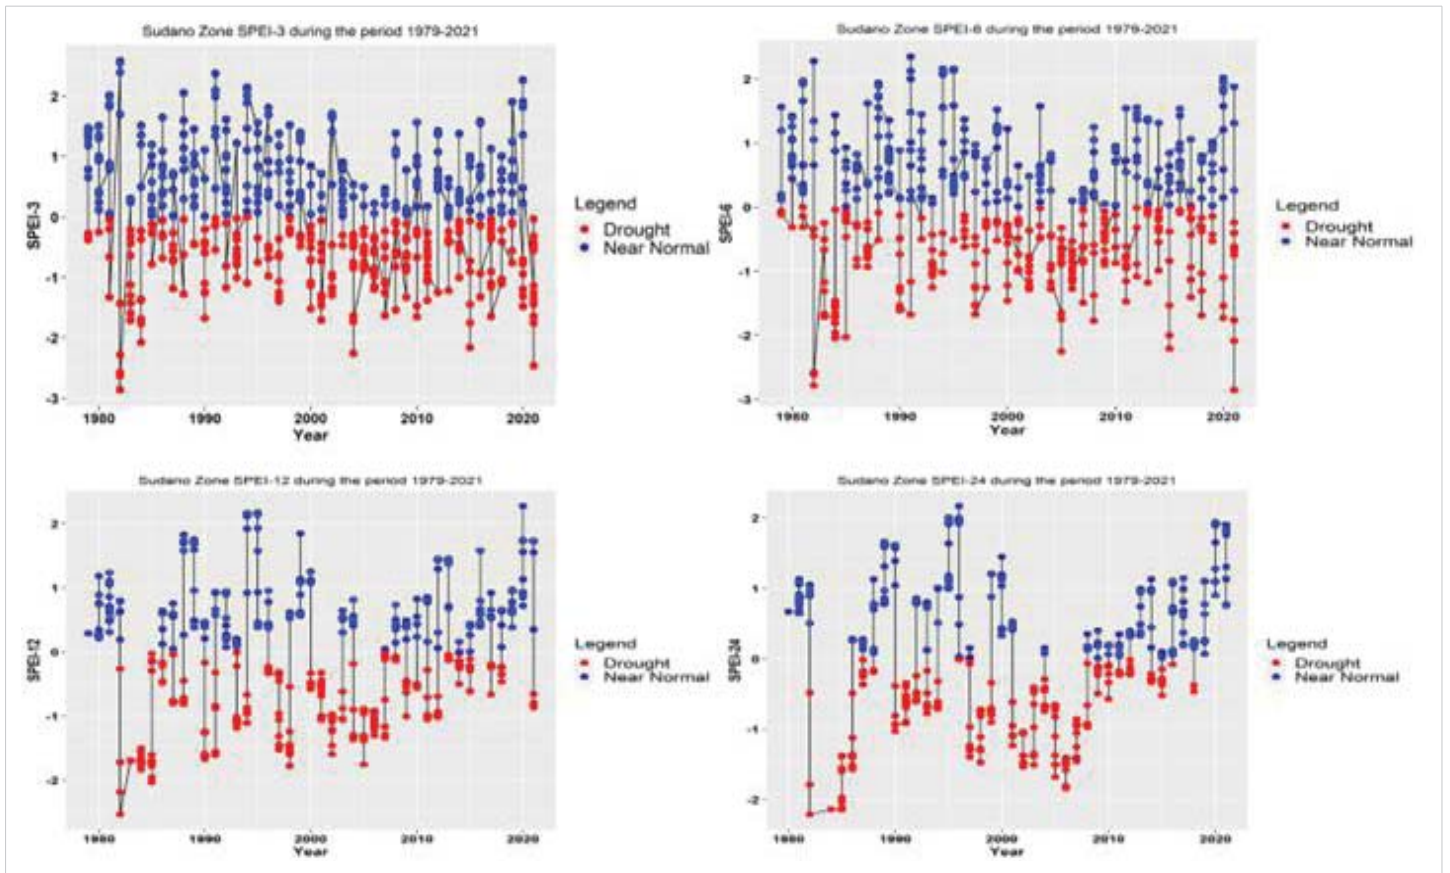 Sudano Zone SPEI-3 during the period 1979-2021
SPEI-3
2
1
0
-1
-2
-3
1980 1990 2000 2010 2020
Year
Legend
Drought
Near Normal
Sudano Zone SPEI-6 during the period 1979-2021
SPEI-6
2
1
0
-1
-2
-3
1980 1990 2000 2010 2020
Year
Legend
Drought
Near Normal
Sudano Zone SPEI-12 during the period 1979-2021
SPEI-12
2
1
0
-1
-2
1980 1990 2000 2010 2020
Year
Legend
Drought
Near Normal
Sudano Zone SPEI-24 during the period 1979-2021
SPEI-24
2
1
0
-1
-2
1980 1990 2000 2010 2020
Year
Legend
Drought
Near Normal